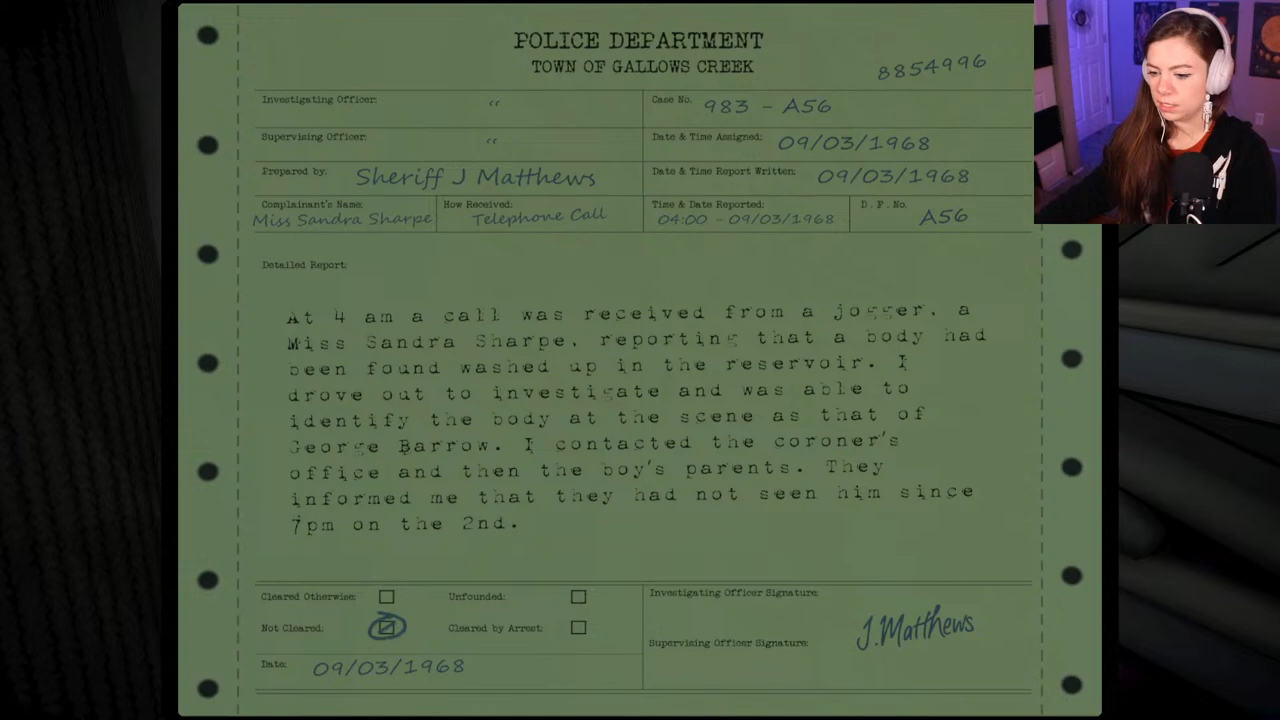 POLICE DEPARTMENT
TOWN OF GALLOWS CREEK
8854996
Investigating Officer: "
Case No. 983 - A56
Supervising Officer: "
Date & Time Assigned: 09/03/1968
Prepared by: Sheriff J Matthews
Date & Time Report Written: 09/03/1968
Complainant's Name: Miss Sandra Sharpe
How Received: Telephone Call
Time & Date Reported: 04:00 - 09/03/1968
D. F. No. A56
Detailed Report:
At 4 am a call was received from a jogger, a
Miss Sandra Sharpe, reporting that a body had
been found washed up in the reservoir. I
drove out to investigate and was able to
identify the body at the scene as that of
George Barrow. I contacted the coroner's
office and then the boy's parents. They
informed me that they had not seen him since
7pm on the 2nd.
Cleared Otherwise:
Unfounded:
Not Cleared:
Cleared by Arrest:
Date: 09/03/1968
Investigating Officer Signature:
Supervising Officer Signature:
J.Matthews